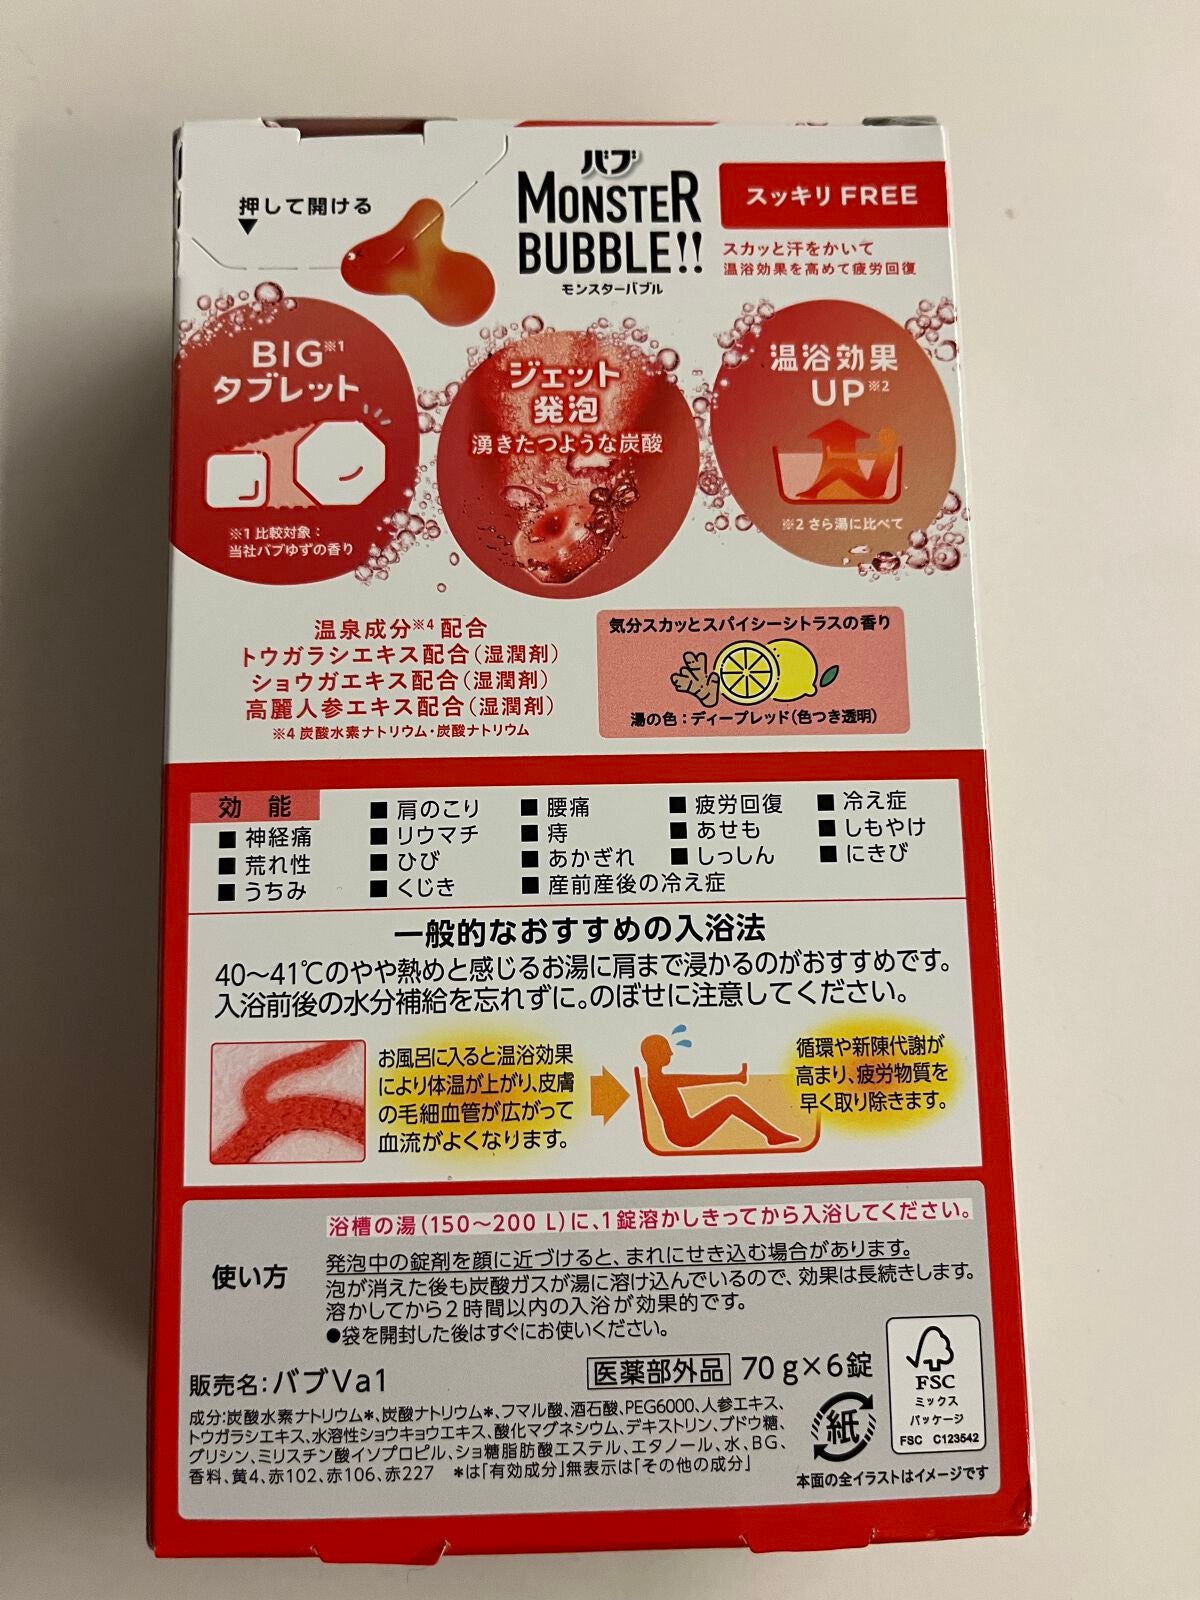 押して開ける
バブ
MONSTER
BUBBLE!!
モンスターバブル
スッキリ FREE
スカッと汗をかいて
温浴効果を高めて疲労回復
BIG※1
タブレット
※1 比較対象：
当社バブゆずの香り
ジェット
発泡
湧きたつような炭酸
温浴効果
UP※2
※2 さら湯に比べて
温泉成分※4 配合
トウガラシエキス配合（湿潤剤）
ショウガエキス配合（湿潤剤）
高麗人参エキス配合（湿潤剤）
※4 炭酸水素ナトリウム・炭酸ナトリウム
気分スカッとスパイシーシトラスの香り
湯の色：ディープレッド（色つき透明）
効 能 ■ 肩のこり ■ 腰痛 ■ 疲労回復 ■ 冷え症
■ 神経痛 ■ リウマチ ■ 痔 ■ あせも ■ しもやけ
■ 荒れ性 ■ ひび ■ あかぎれ ■ しっしん ■ にきび
■ うちみ ■ くじき ■ 産前産後の冷え症
一般的なおすすめの入浴法
40～41℃のやや熱めと感じるお湯に肩まで浸かるのがおすすめです。
入浴前後の水分補給を忘れずに。のぼせに注意してください。
お風呂に入ると温浴効果
により体温が上がり、皮膚
の毛細血管が広がって
血流がよくなります。
循環や新陳代謝が
高まり、疲労物質を
早く取り除きます。
使い方
浴槽の湯（150～200 L）に、1錠溶かしきってから入浴してください。
発泡中の錠剤を顔に近づけると、まれにせき込む場合があります。
泡が消えた後も炭酸ガスが湯に溶け込んでいるので、効果は長続きします。
溶かしてから2時間以内の入浴が効果的です。
●袋を開封した後はすぐにお使いください。
販売名：バブVa1
医薬部外品 70 g×6錠
成分：炭酸水素ナトリウム＊、炭酸ナトリウム＊、フマル酸、酒石酸、PEG6000、人参エキス、
トウガラシエキス、水溶性ショウキョウエキス、酸化マグネシウム、デキストリン、ブドウ糖、
グリシン、ミリスチン酸イソプロピル、ショ糖脂肪酸エステル、エタノール、水、BG、
香料、黄4、赤102、赤106、赤227 ＊は「有効成分」無表示は「その他の成分」
紙
FSC
ミックス
パッケージ
FSC C123542
本面の全イラストはイメージです